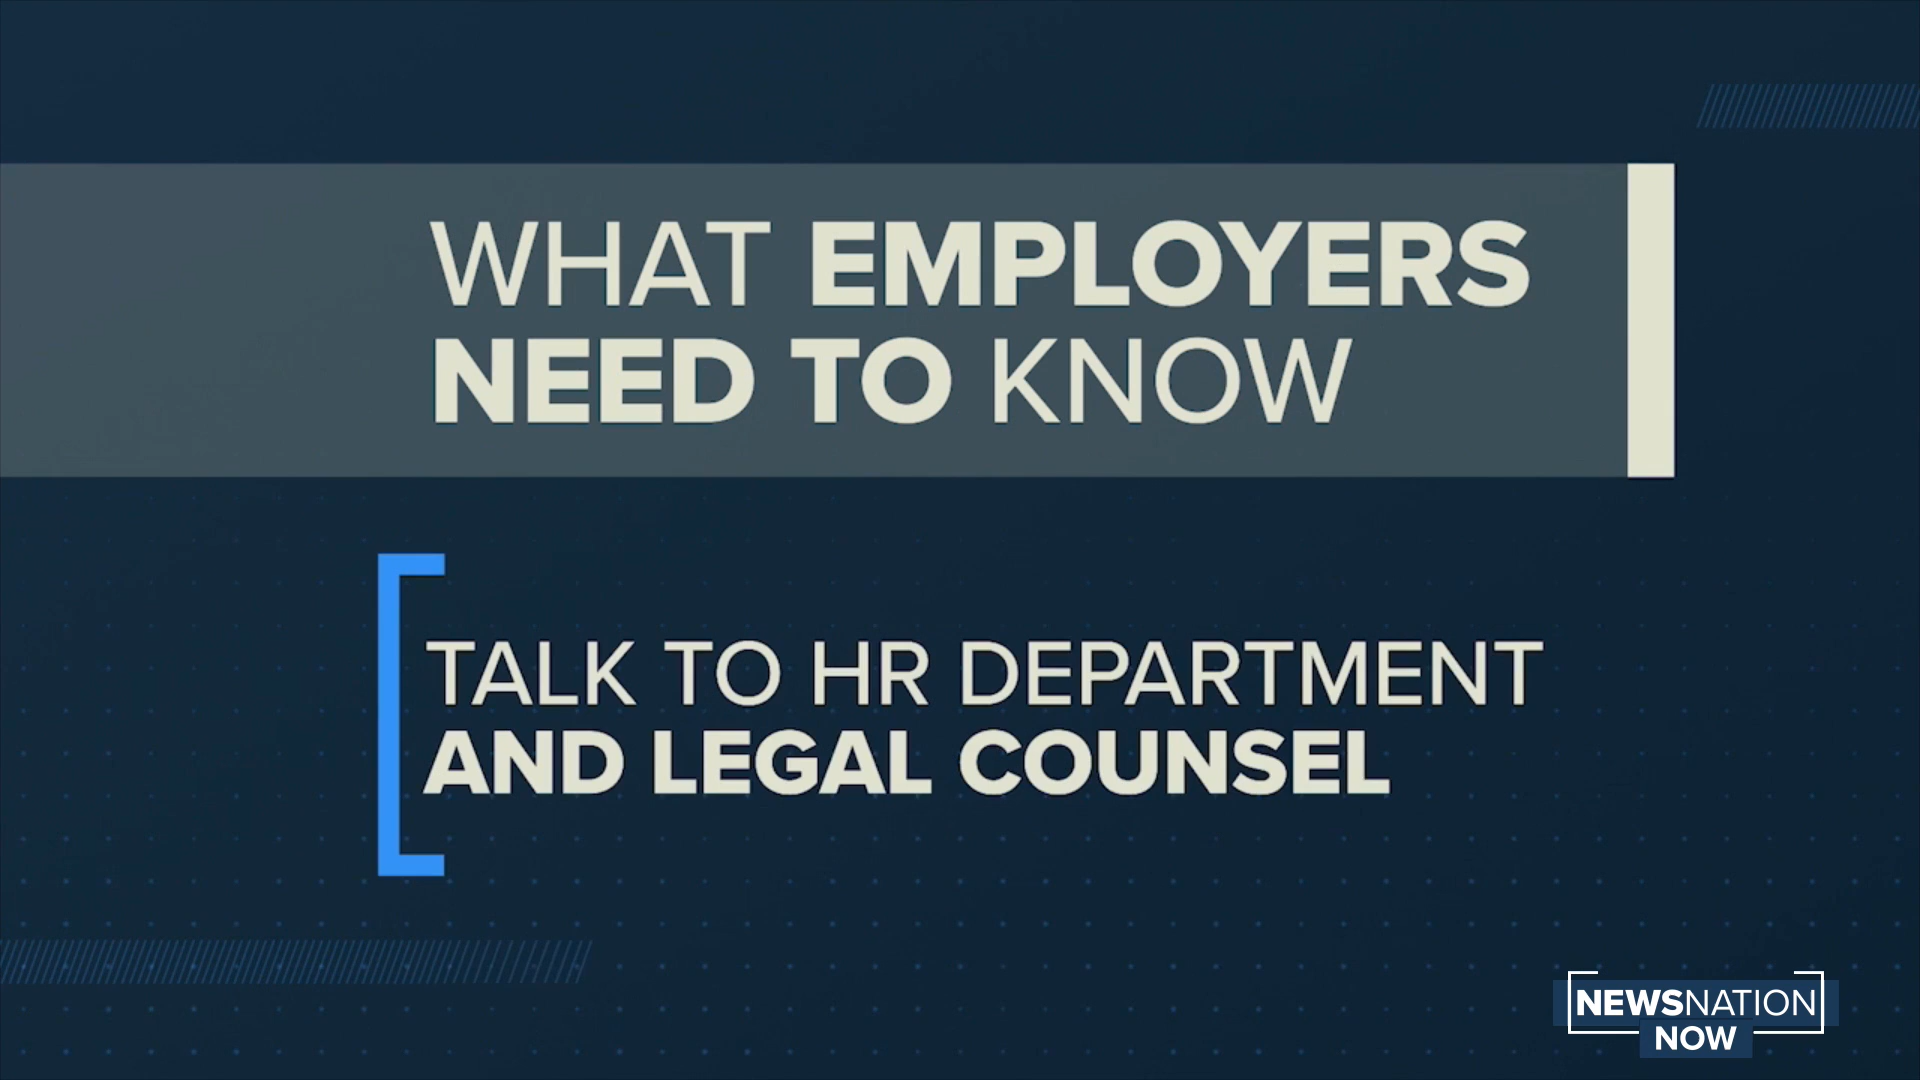 WHAT EMPLOYERS
NEED TO KNOW
TALK TO HR DEPARTMENT
AND LEGAL COUNSEL
NEWSNATION
NOW